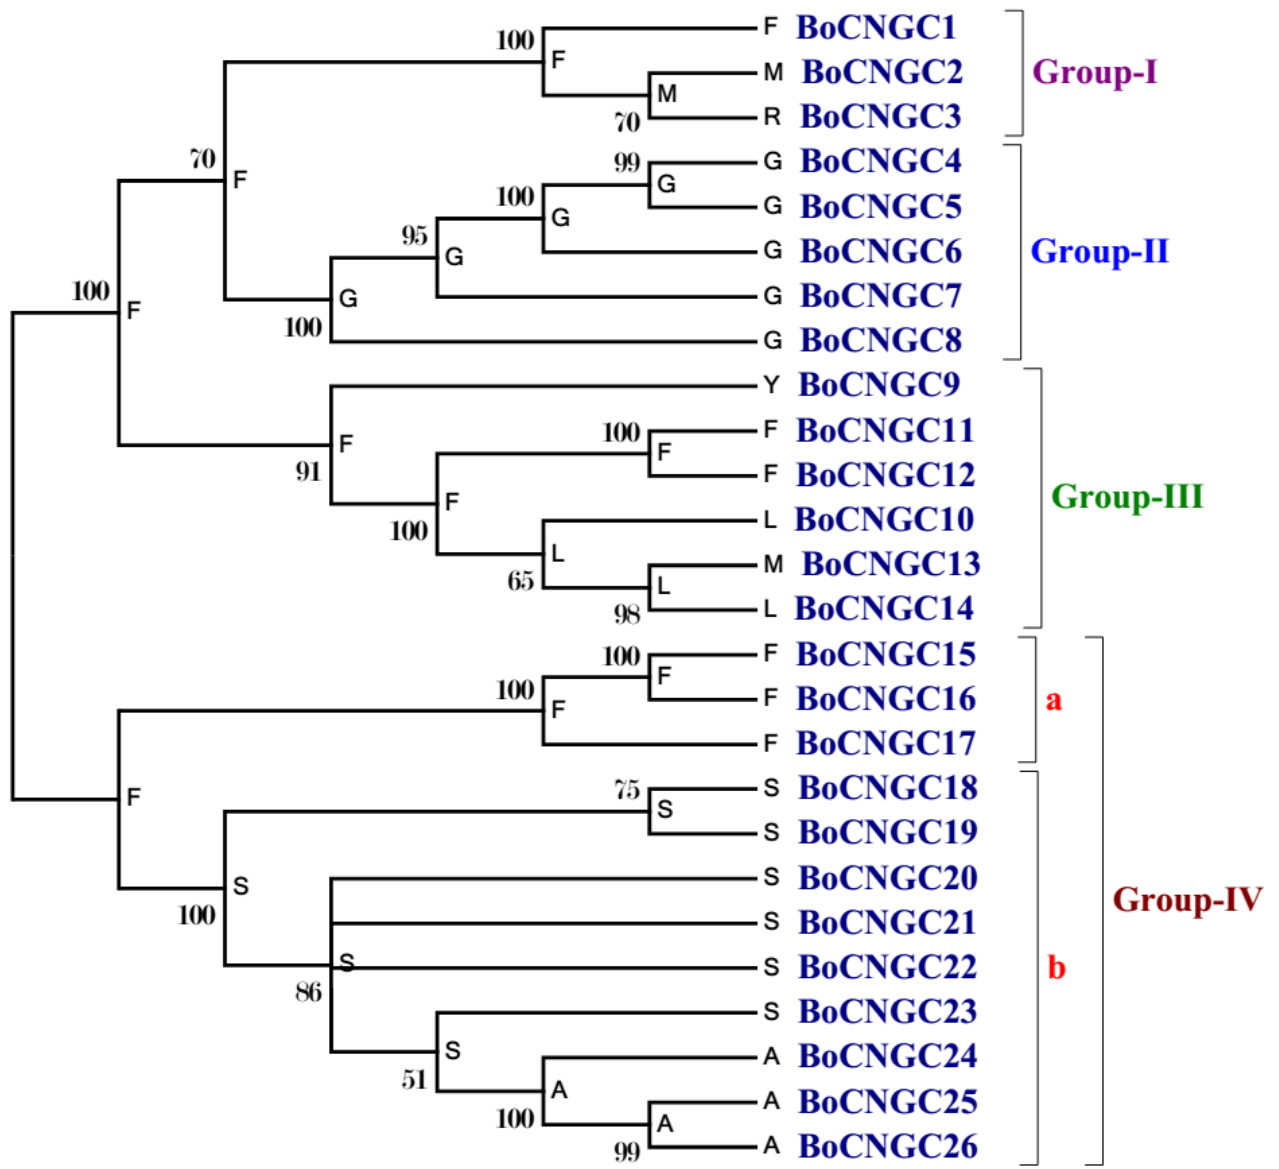 F BoCNGC1
100
F
M BoCNGC2
Group-I
M
70
R BoCNGC3
70
F
99
G BoCNGC4
G
100
G BoCNGC5
G
95
G BoCNGC6
Group-II
G
100
F
G
G BoCNGC7
100
G BoCNGC8
Y BoCNGC9
F
91
100
F BoCNGC11
F
F BoCNGC12
Group-III
F
100
L BoCNGC10
L
65
M BoCNGC13
L
98
L BoCNGC14
100
F BoCNGC15
F
100
F BoCNGC16
a
F
F BoCNGC17
F
75
S BoCNGC18
S
S BoCNGC19
S
100
S BoCNGC20
Group-IV
S BoCNGC21
S
86
S BoCNGC22
b
S BoCNGC23
S
51
A BoCNGC24
A
100
A BoCNGC25
A
99
A BoCNGC26